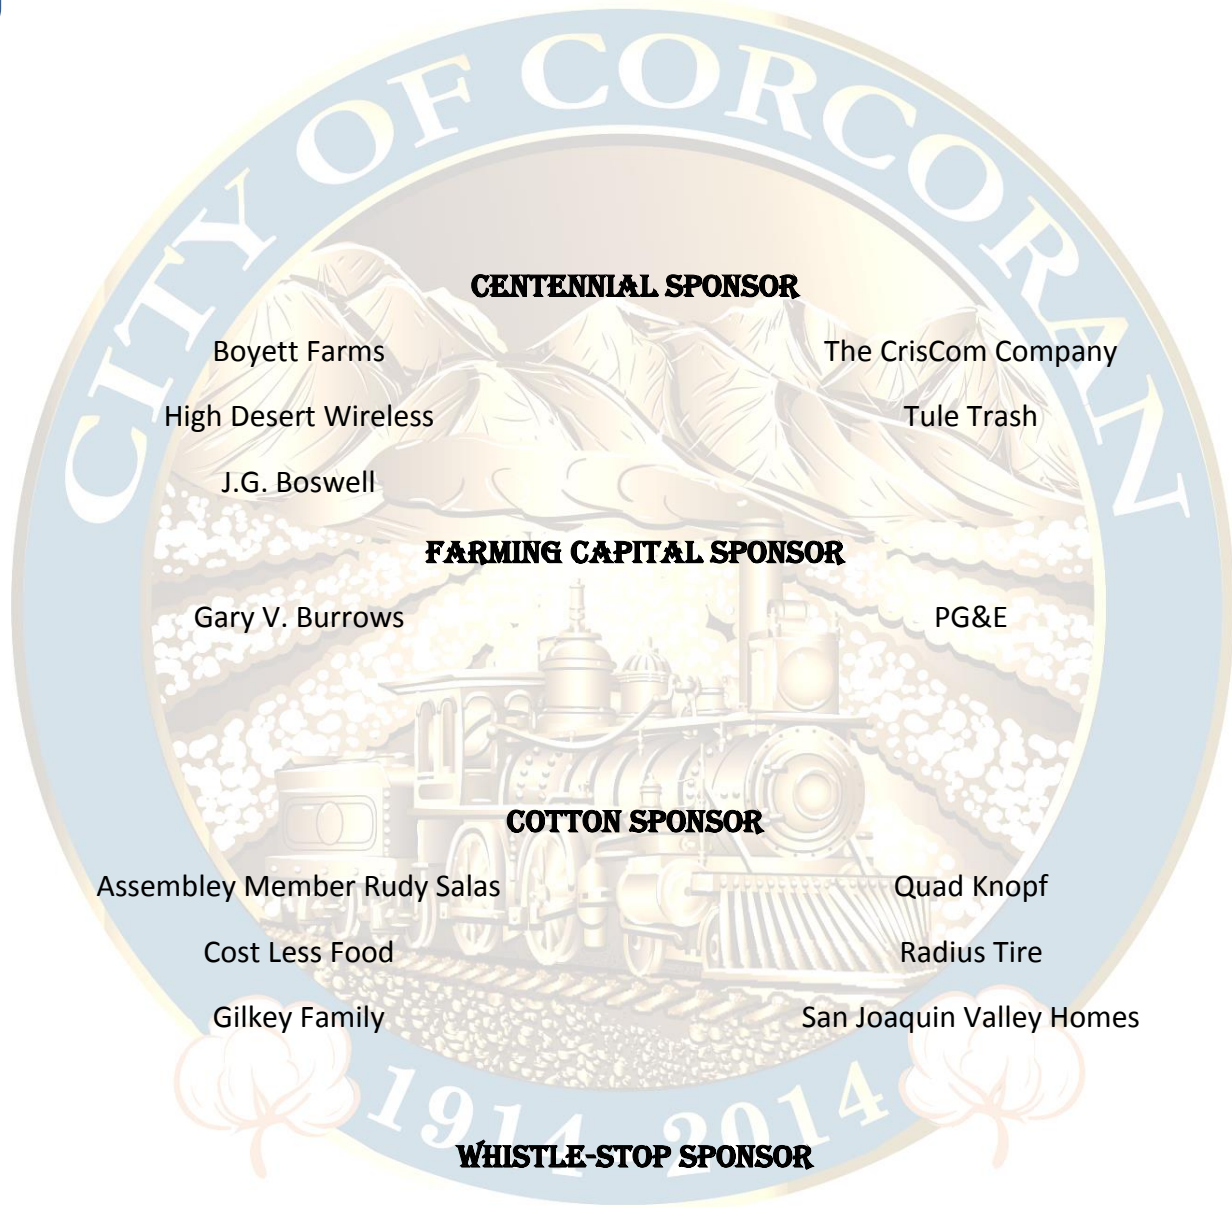 CITY OF CORCORAN
CENTENNIAL SPONSOR
Boyett Farms The CrisCom Company
High Desert Wireless Tule Trash
J.G. Boswell
FARMING CAPITAL SPONSOR
Gary V. Burrows PG&E
COTTON SPONSOR
Assembley Member Rudy Salas Quad Knopf
Cost Less Food Radius Tire
Gilkey Family San Joaquin Valley Homes
1914 2014
WHISTLE-STOP SPONSOR